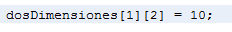 dosDimensiones[1][2] = 10;